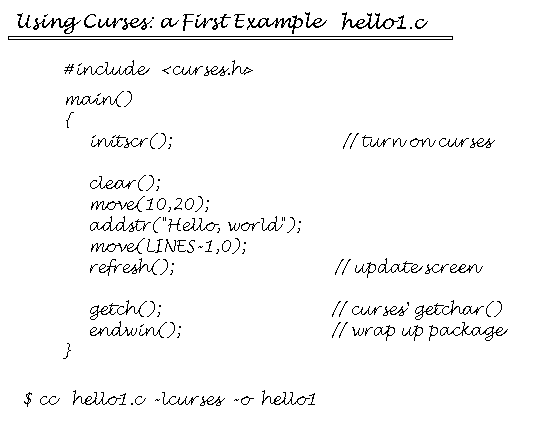 Using Curses: a First Example hello1.c
#include <curses.h>
main()
{
initscr(); // turn on curses
clear();
move(10,20);
addstr("Hello, world");
move(LINES-1,0);
refresh(); // update screen
getch(); // curses' getchar()
endwin(); // wrap up package
}
$ cc hello1.c -lcurses -o hello1